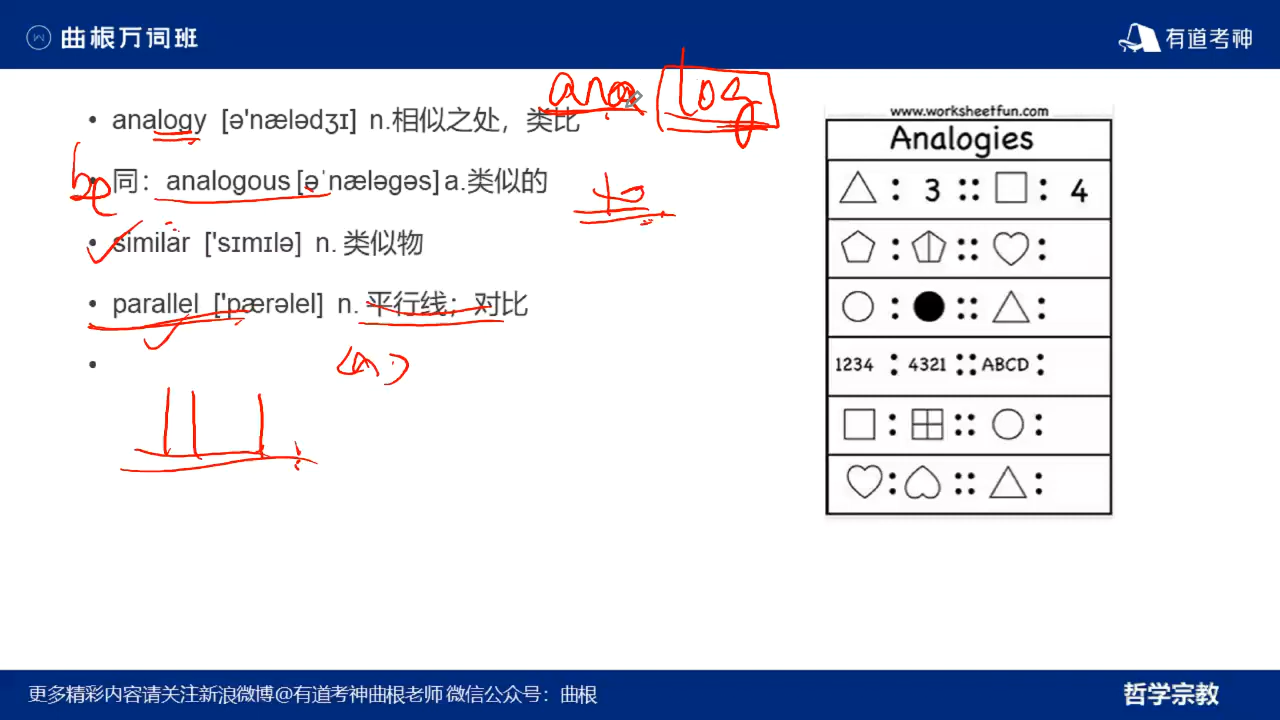 曲根万词班
有道考神
ana log
• analogy [ə'nælədʒɪ] n.相似之处，类比
be • 同：analogous [əˈnæləgəs] a.类似的 to
• similar ['sɪmɪlə] n. 类似物
• parallel ['pærəlel] n. 平行线；对比
•
www.worksheetfun.com
Analogies
: 3 :: : 4
: ::  :
: ::  :
1234 : 4321 :: ABCD :
: ::  :
: ::  :
更多精彩内容请关注新浪微博@有道考神曲根老师 微信公众号：曲根
哲学宗教